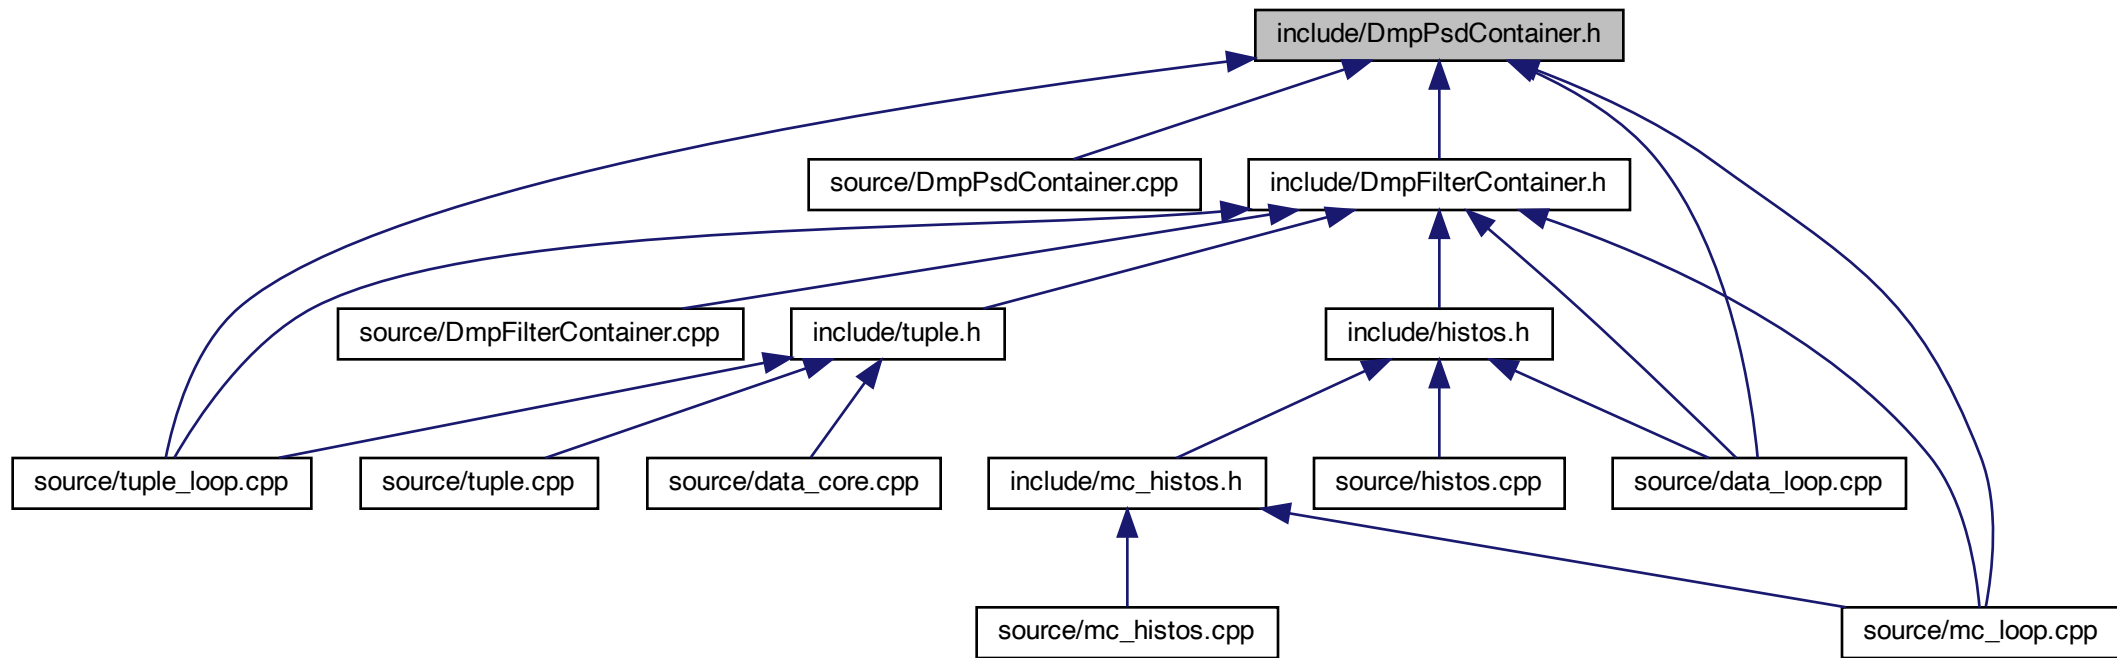 include/DmpPsdContainer.h
source/DmpPsdContainer.cpp
include/DmpFilterContainer.h
source/DmpFilterContainer.cpp
include/tuple.h
include/histos.h
source/tuple_loop.cpp
source/tuple.cpp
source/data_core.cpp
include/mc_histos.h
source/histos.cpp
source/data_loop.cpp
source/mc_histos.cpp
source/mc_loop.cpp